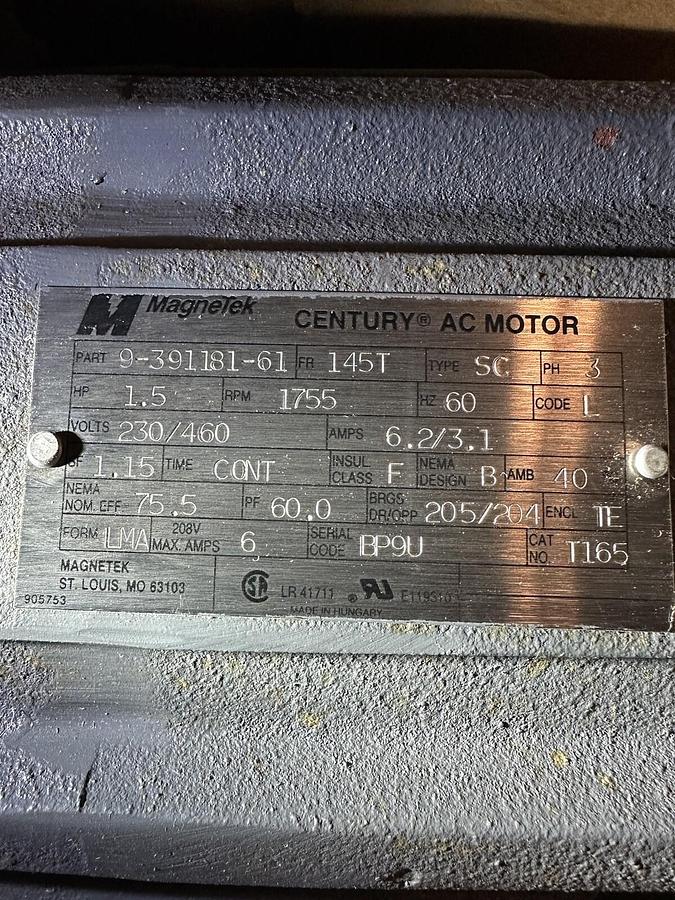 MagneTek CENTURY® AC MOTOR
PART 9-391181-61 FR 145T TYPE SC PH 3
HP 1.5 RPM 1755 HZ 60 CODE L
VOLTS 230/460 AMPS 6.2/3.1
SF 1.15 TIME CONT INSUL CLASS F NEMA DESIGN B AMB 40
NEMA NOM. EFF. 75.5 PF 60.0 BRGS DR/OPP 205/204 ENCL TE
FORM LMA 208V MAX. AMPS 6 SERIAL CODE BP9U CAT NO. T165
MAGNETEK
ST. LOUIS, MO 63103
905753
LR 41711
MADE IN HUNGARY